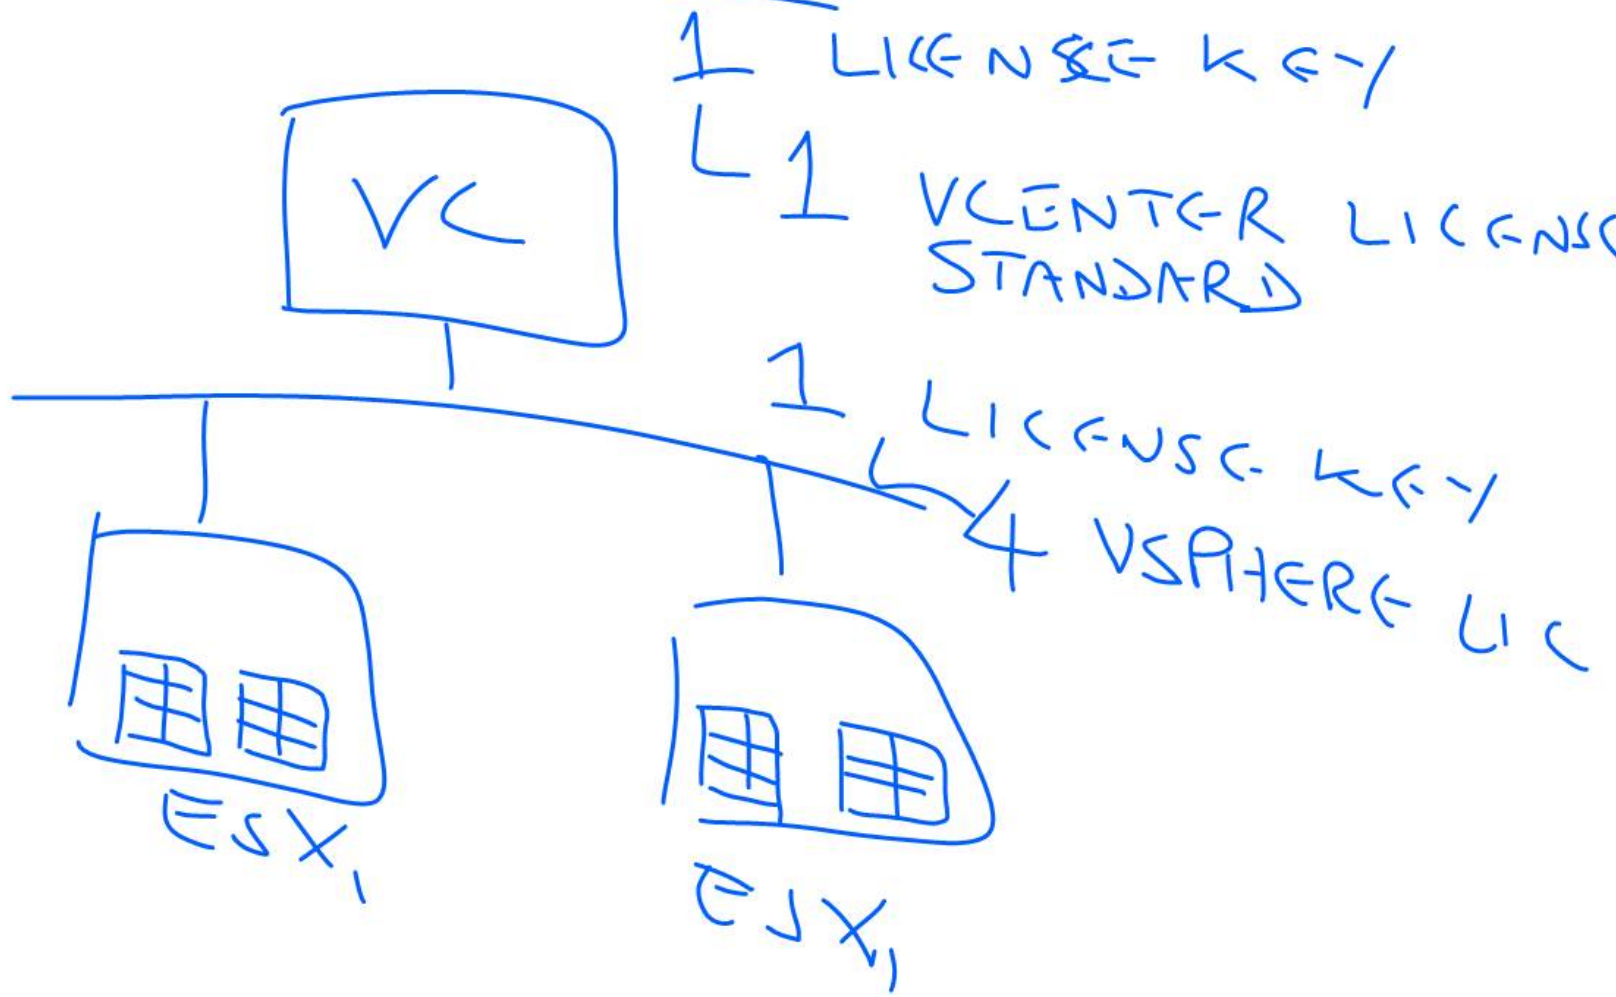 1 LICENSE KEY
VC
1 VCENTER LICENSE
STANDARD
1 LICENSE KEY
4 VSPHERE LIC
ESX1
ESX1